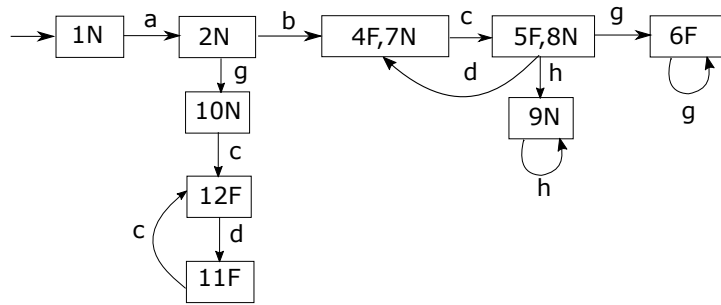 1N a 2N b 4F,7N c 5F,8N g 6F
g d h
10N 9N g
c h
12F
c d
11F